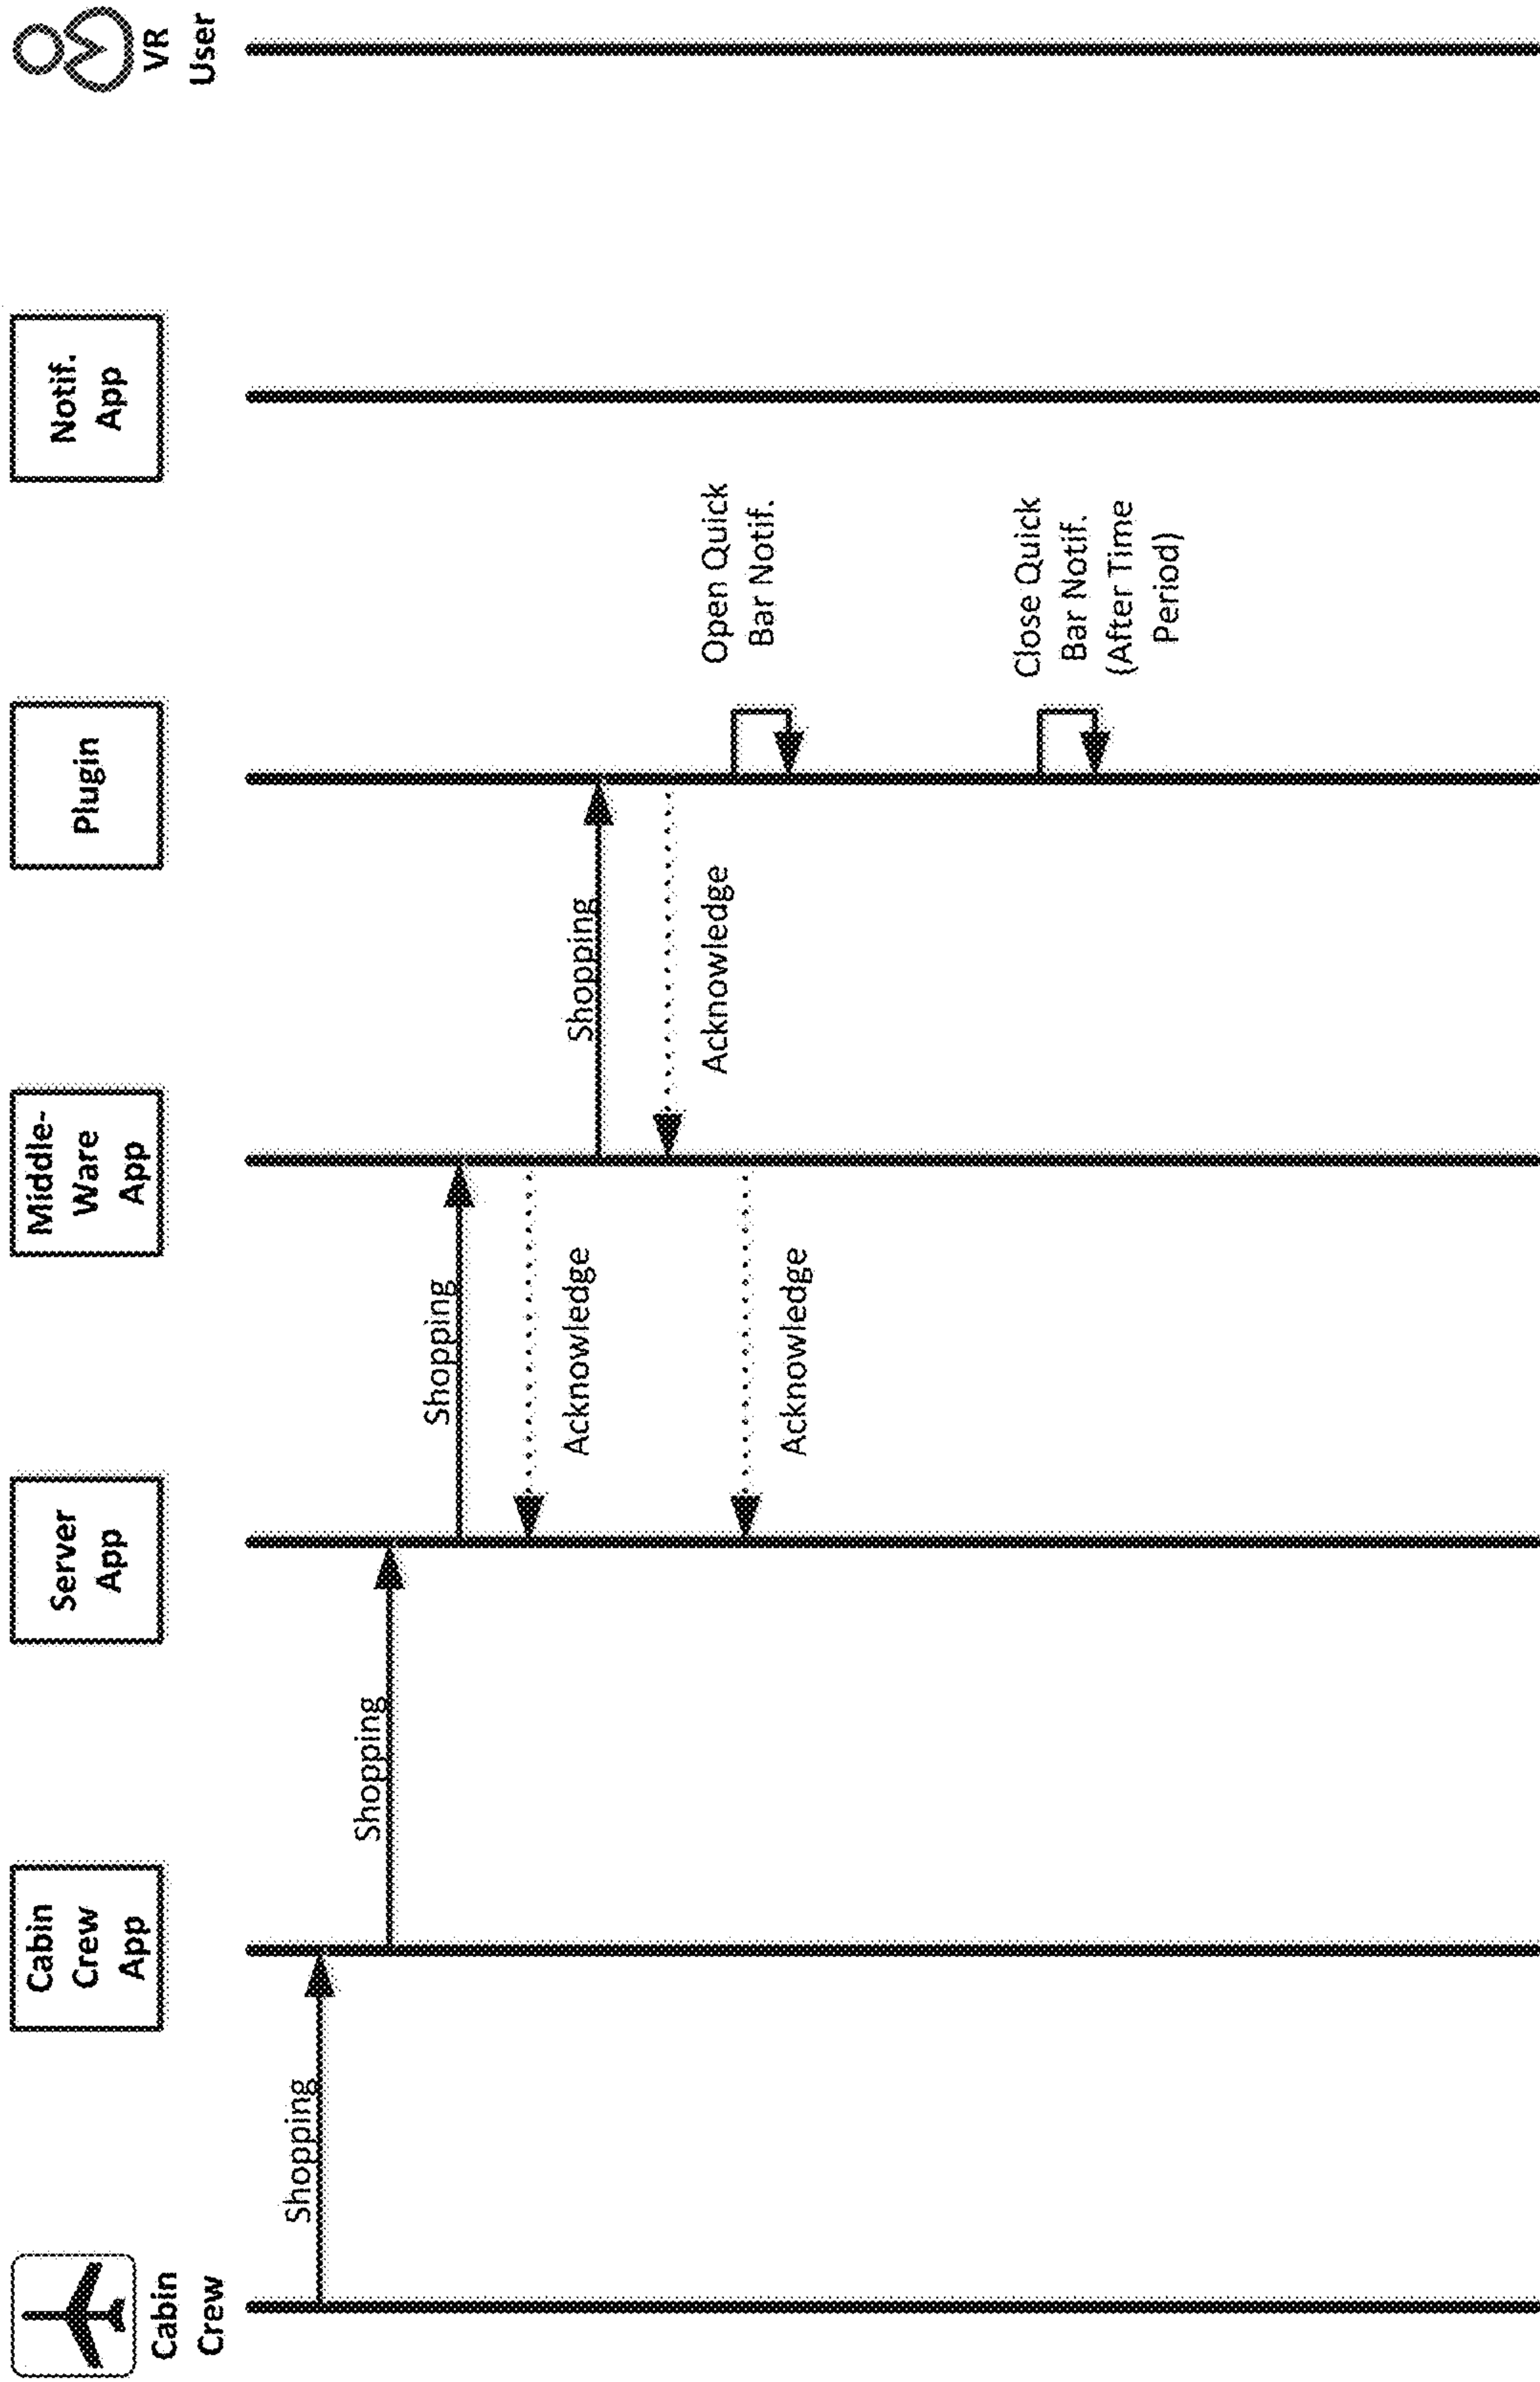 Cabin
Crew
Cabin
Crew
App
Server
App
Middle-
Ware
App
Plugin
Notif.
App
VR
User
Shopping
Shopping
Shopping
Acknowledge
Shopping
Acknowledge
Acknowledge
Open Quick
Bar Notif.
Close Quick
Bar Notif.
(After Time
Period)